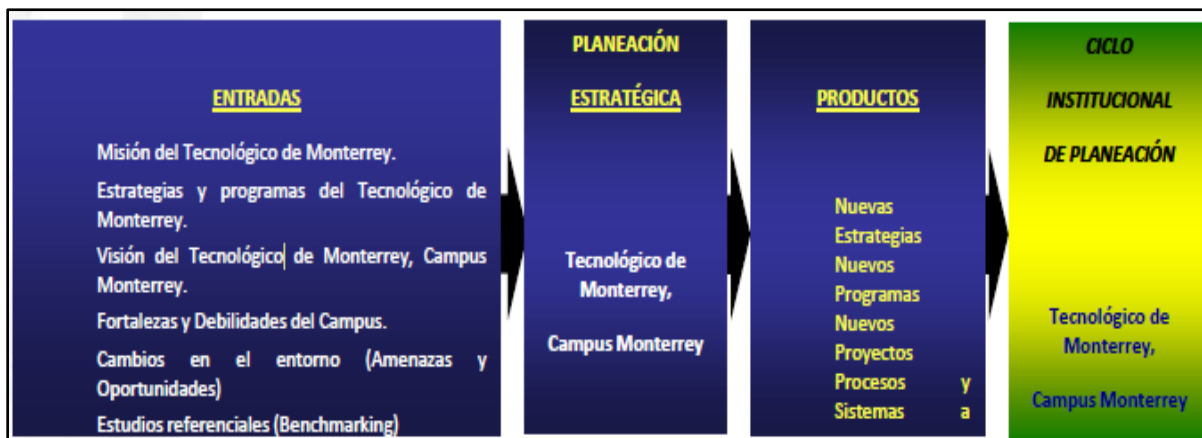 ENTRADAS
Misión del Tecnológico de Monterrey.
Estrategias y programas del Tecnológico de
Monterrey.
Visión del Tecnológico de Monterrey, Campus
Monterrey.
Fortalezas y Debilidades del Campus.
Cambios en el entorno (Amenazas y
Oportunidades)
Estudios referenciales (Benchmarking)
PLANEACIÓN
ESTRATÉGICA
Tecnológico de
Monterrey,
Campus Monterrey
PRODUCTOS
Nuevas
Estrategias
Nuevos
Programas
Nuevos
Proyectos
Procesos y
Sistemas a
CICLO
INSTITUCIONAL
DE PLANEACIÓN
Tecnológico de
Monterrey,
Campus Monterrey